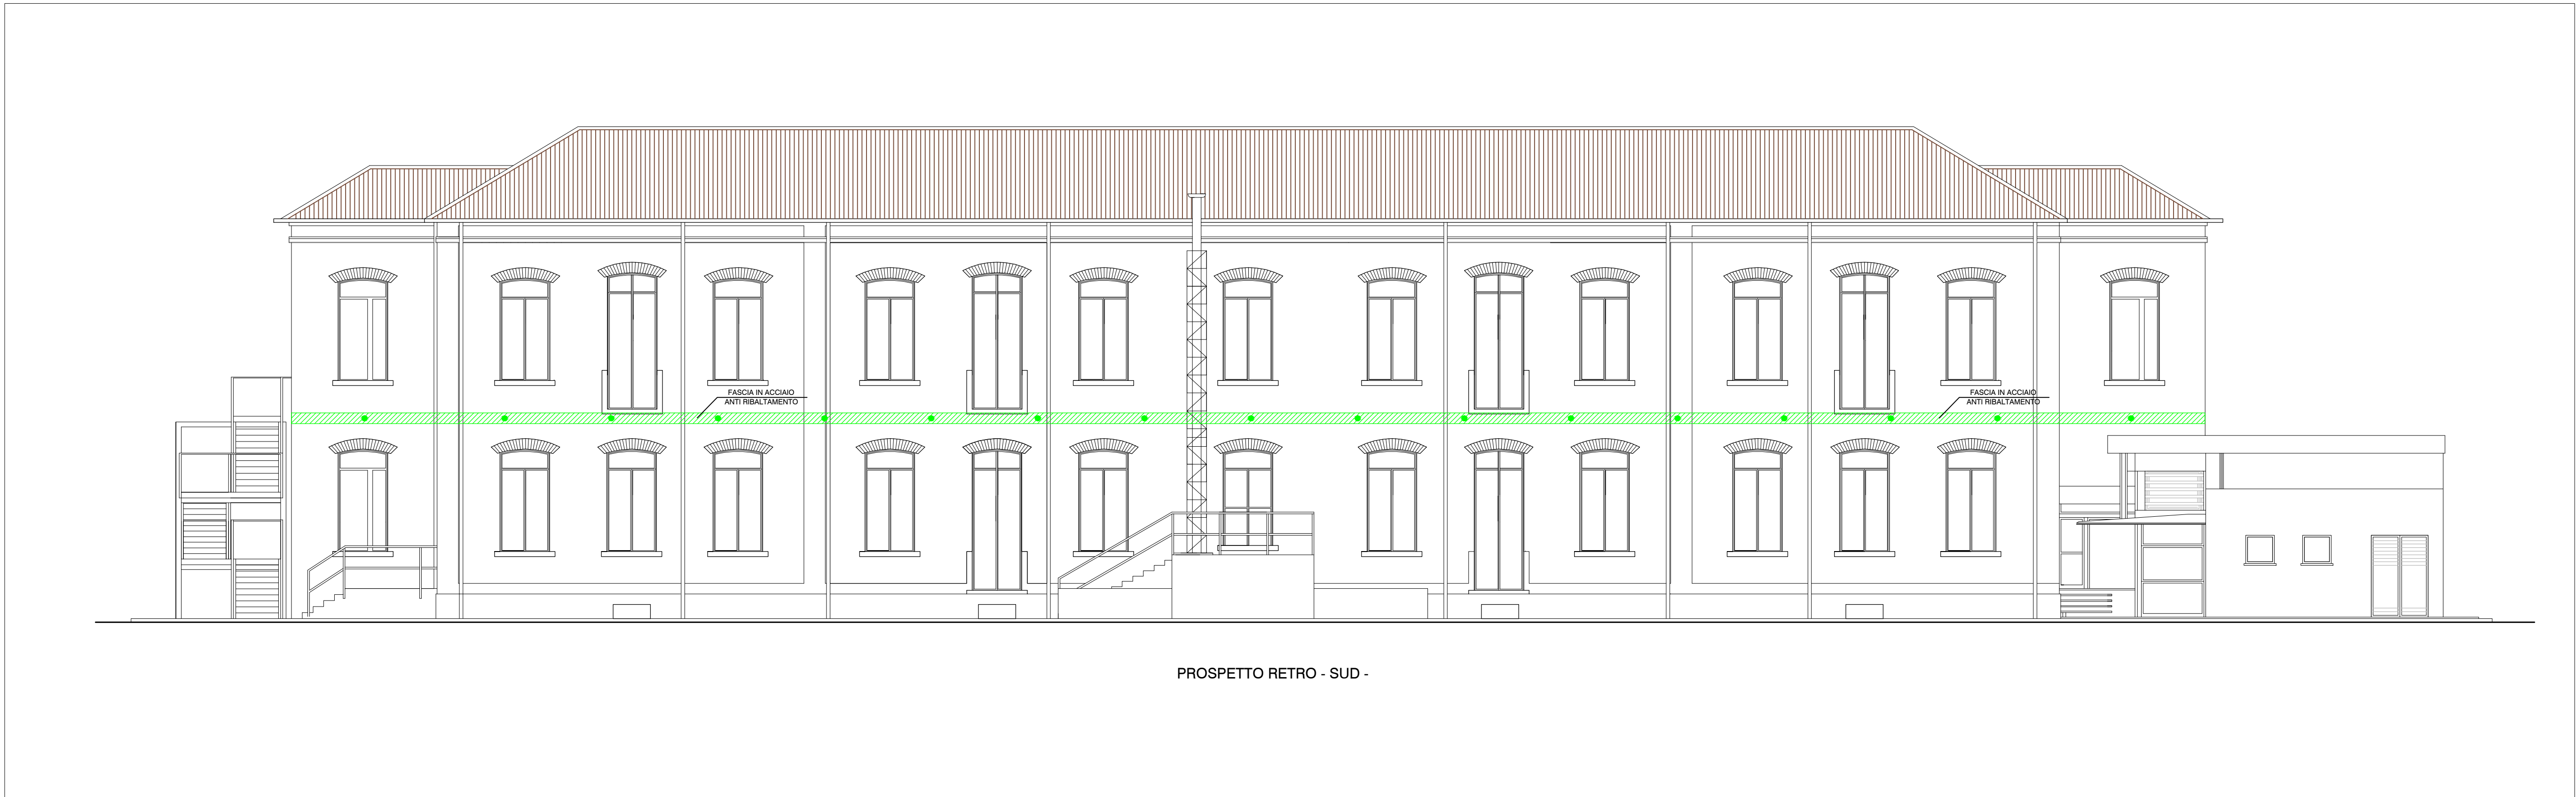 FASCIA IN ACCIAIO
ANTI RIBALTAMENTO
FASCIA IN ACCIAIO
ANTI RIBALTAMENTO
PROSPETTO RETRO - SUD -